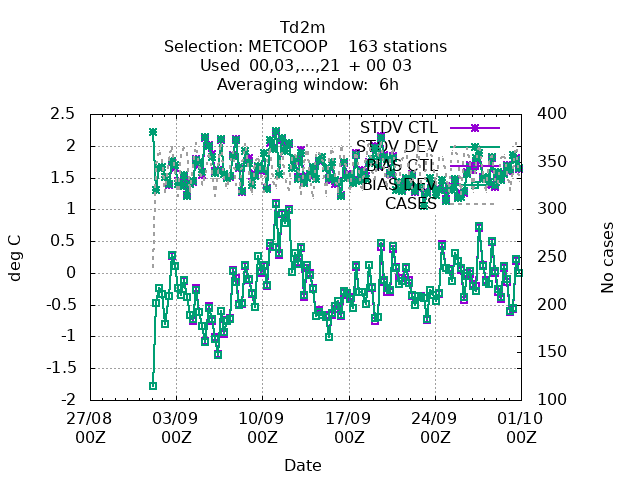 Td2m
Selection: METCOOP    163 stations
Used  00,03,...,21  + 00 03
Averaging window:  6h
2.5
2
1.5
1
0.5
0
-0.5
-1
-1.5
-2
deg C
400
350
300
250
200
150
100
No cases
STDV CTL
STDV DEV
BIAS CTL
BIAS DEV
CASES
27/08 00Z
03/09 00Z
10/09 00Z
17/09 00Z
24/09 00Z
01/10 00Z
Date